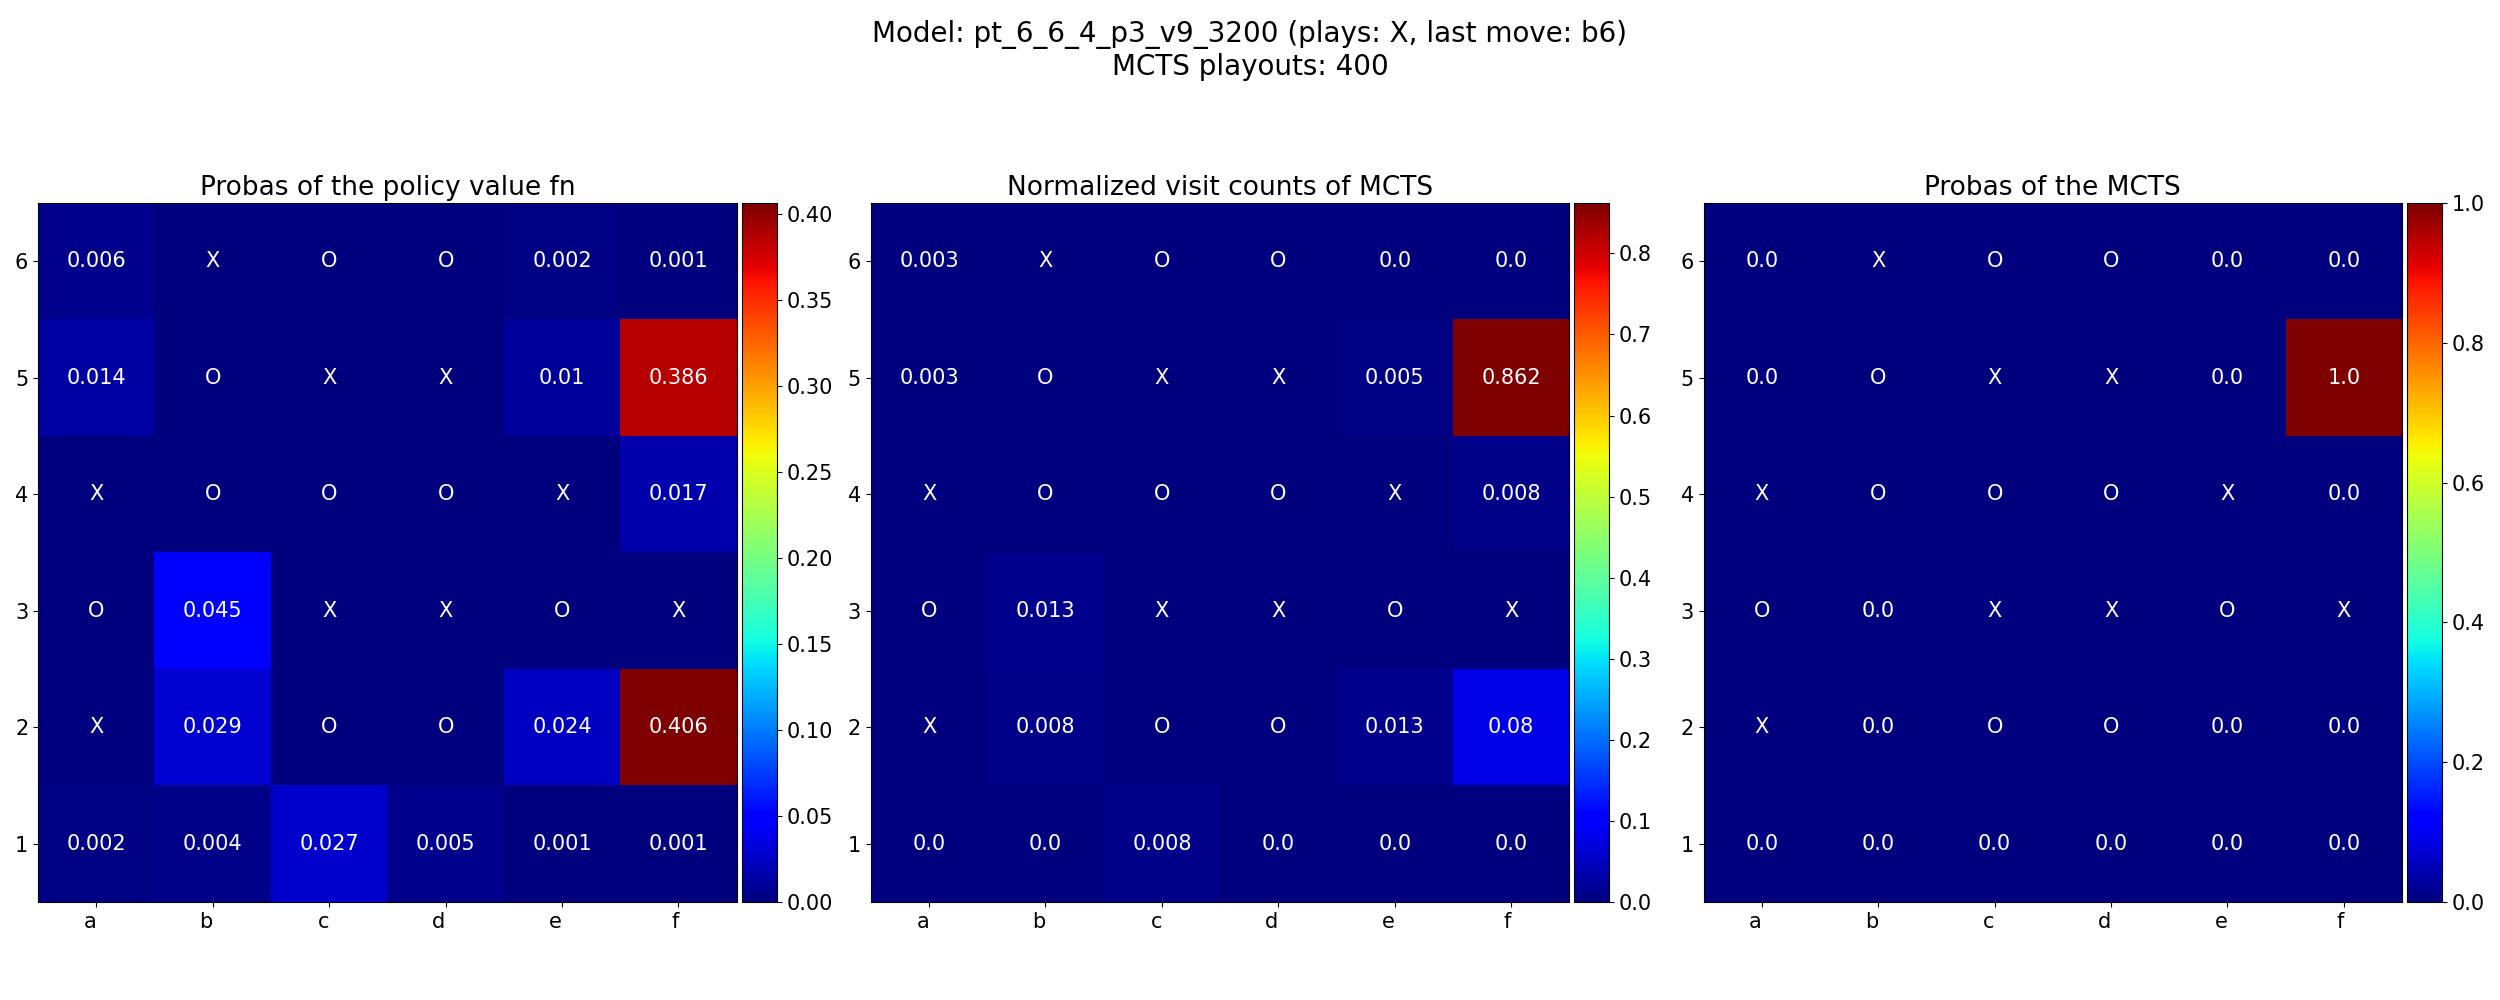 Model: pt_6_6_4_p3_v9_3200 (plays: X, last move: b6)
MCTS playouts: 400
Probas of the policy value fn
6 0.006 X O O 0.002 0.001
5 0.014 O X X 0.01 0.386
4 X O O O X 0.017
3 O 0.045 X X O X
2 X 0.029 O O 0.024 0.406
1 0.002 0.004 0.027 0.005 0.001 0.001
a b c d e f
0.40
0.35
0.30
0.25
0.20
0.15
0.10
0.05
0.00
Normalized visit counts of MCTS
6 0.003 X O O 0.0 0.0
5 0.003 O X X 0.005 0.862
4 X O O O X 0.008
3 O 0.013 X X O X
2 X 0.008 O O 0.013 0.08
1 0.0 0.0 0.008 0.0 0.0 0.0
a b c d e f
0.8
0.7
0.6
0.5
0.4
0.3
0.2
0.1
0.0
Probas of the MCTS
6 0.0 X O O 0.0 0.0
5 0.0 O X X 0.0 1.0
4 X O O O X 0.0
3 O 0.0 X X O X
2 X 0.0 O O 0.0 0.0
1 0.0 0.0 0.0 0.0 0.0 0.0
a b c d e f
1.0
0.8
0.6
0.4
0.2
0.0